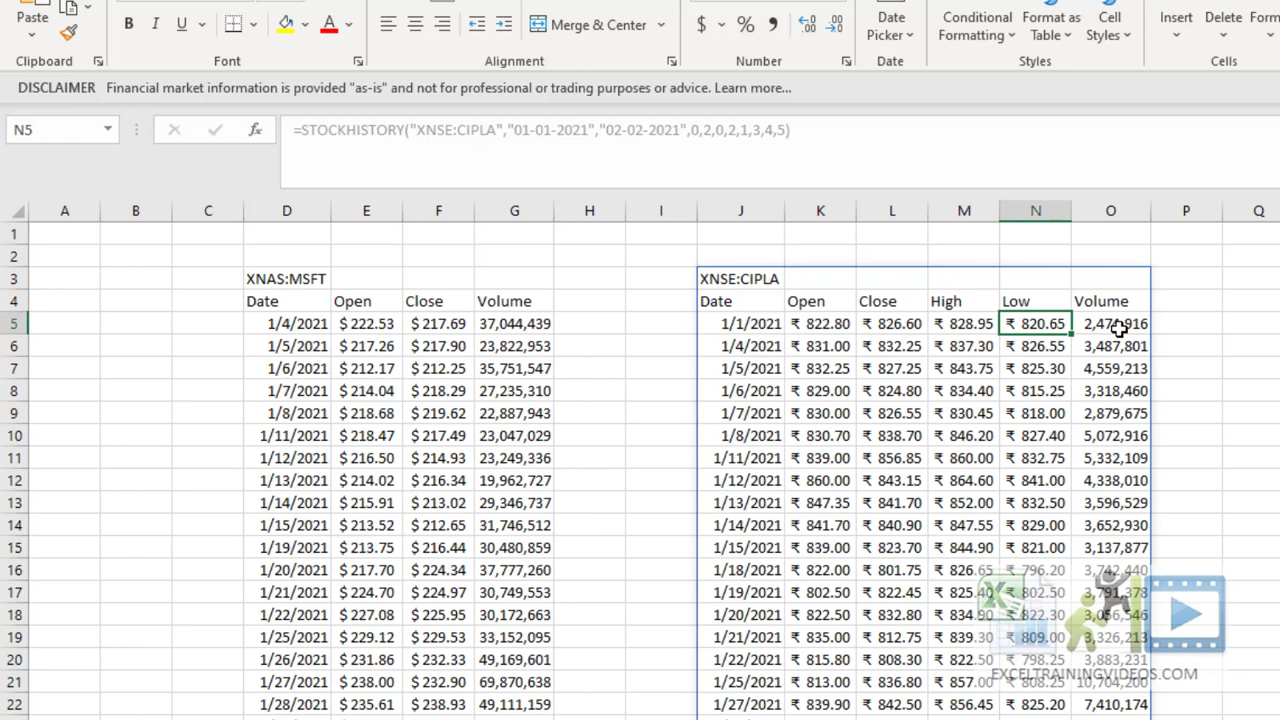 Paste B I U A Merge & Center $ % , Date Picker Conditional Formatting Format as Table Cell Styles Insert Delete Form
Clipboard Font Alignment Number Date Styles Cells
DISCLAIMER Financial market information is provided "as-is" and not for professional or trading purposes or advice. Learn more...
N5 fx =STOCKHISTORY("XNSE:CIPLA","01-01-2021","02-02-2021",0,2,0,2,1,3,4,5)
A B C D E F G H I J K L M N O P Q
1
2
3 XNAS:MSFT XNSE:CIPLA
4 Date Open Close Volume Date Open Close High Low Volume
5 1/4/2021 $ 222.53 $ 217.69 37,044,439 1/1/2021 ₹ 822.80 ₹ 826.60 ₹ 828.95 ₹ 820.65
6 1/5/2021 $ 217.26 $ 217.90 23,822,953 1/4/2021 ₹ 831.00 ₹ 832.25 ₹ 837.30 ₹ 826.55 3,487,801
7 1/6/2021 $ 212.17 $ 212.25 35,751,547 1/5/2021 ₹ 832.25 ₹ 827.25 ₹ 843.75 ₹ 825.30 4,559,213
8 1/7/2021 $ 214.04 $ 218.29 27,235,310 1/6/2021 ₹ 829.00 ₹ 824.80 ₹ 834.40 ₹ 815.25 3,318,460
9 1/8/2021 $ 218.68 $ 219.62 22,887,943 1/7/2021 ₹ 830.00 ₹ 826.55 ₹ 830.45 ₹ 818.00 2,879,675
10 1/11/2021 $ 218.47 $ 217.49 23,047,029 1/8/2021 ₹ 830.70 ₹ 838.70 ₹ 846.20 ₹ 827.40 5,072,916
11 1/12/2021 $ 216.50 $ 214.93 23,249,336 1/11/2021 ₹ 839.00 ₹ 856.85 ₹ 860.00 ₹ 832.75 5,332,109
12 1/13/2021 $ 214.02 $ 216.34 19,962,727 1/12/2021 ₹ 860.00 ₹ 843.15 ₹ 864.60 ₹ 841.00 4,338,010
13 1/14/2021 $ 215.91 $ 213.02 29,346,737 1/13/2021 ₹ 847.35 ₹ 841.70 ₹ 852.00 ₹ 832.50 3,596,529
14 1/15/2021 $ 213.52 $ 212.65 31,746,512 1/14/2021 ₹ 841.70 ₹ 840.90 ₹ 847.55 ₹ 829.00 3,652,930
15 1/19/2021 $ 213.75 $ 216.44 30,480,859 1/15/2021 ₹ 839.00 ₹ 823.70 ₹ 844.90 ₹ 821.00 3,137,877
16 1/20/2021 $ 217.70 $ 224.34 37,777,260 1/18/2021 ₹ 822.00 ₹ 801.75 ₹ 826.65 ₹ 796.20 3,742,440
17 1/21/2021 $ 224.70 $ 224.97 30,749,553 1/19/2021 ₹ 802.50 ₹ 822.45 ₹ 825.40 ₹ 802.50 3,791,378
18 1/22/2021 $ 227.08 $ 225.95 30,172,663 1/20/2021 ₹ 822.50 ₹ 832.80 ₹ 834.90 ₹ 822.30 3,056,546
19 1/25/2021 $ 229.12 $ 229.53 33,152,095 1/21/2021 ₹ 835.00 ₹ 812.75 ₹ 839.30 ₹ 809.00 3,326,213
20 1/26/2021 $ 231.86 $ 232.33 49,169,601 1/22/2021 ₹ 815.80 ₹ 808.30 ₹ 822.50 ₹ 798.25 3,883,231
21 1/27/2021 $ 238.00 $ 232.90 69,870,638 1/25/2021 ₹ 813.00 ₹ 836.80 ₹ 857.00 ₹ 808.25 10,704,200
EXCELTRAININGVIDEOS.COM
22 1/28/2021 $ 235.61 $ 238.93 49,111,159 1/27/2021 ₹ 839.90 ₹ 842.50 ₹ 856.45 ₹ 825.20 7,410,174